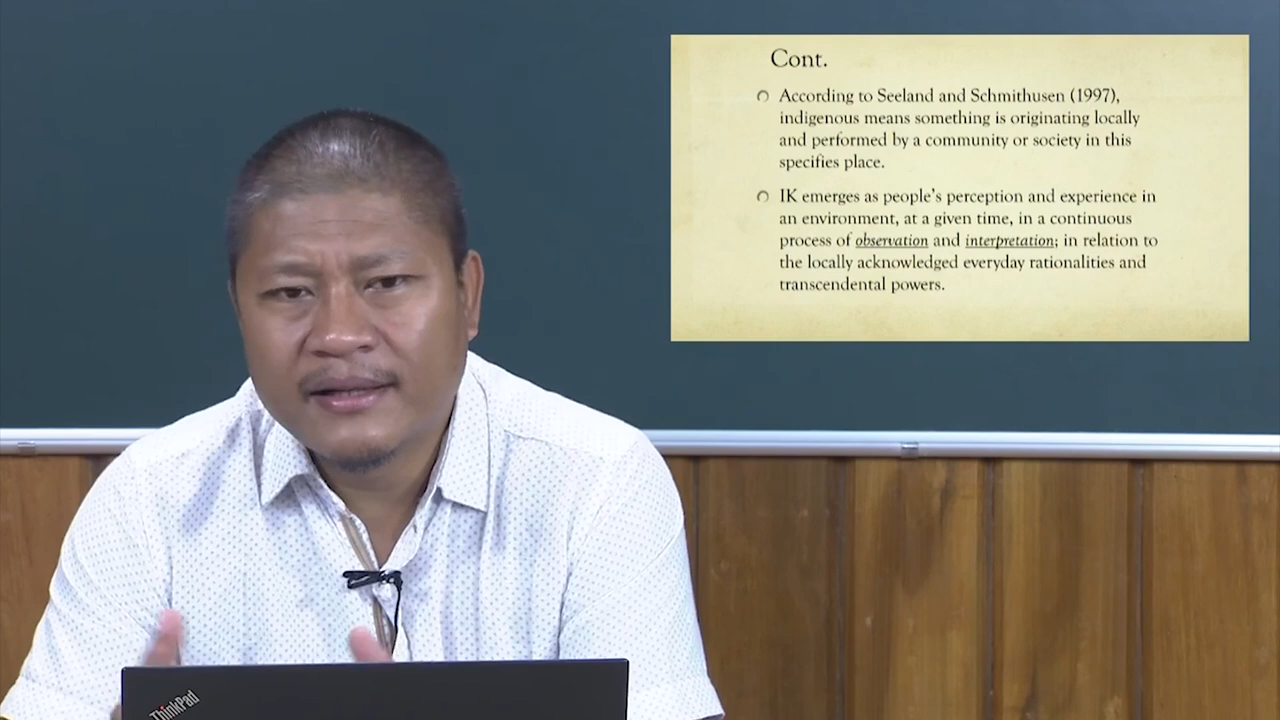 Cont.
According to Seeland and Schmithusen (1997),
indigenous means something is originating locally
and performed by a community or society in this
specifies place.
IK emerges as people's perception and experience in
an environment, at a given time, in a continuous
process of observation and interpretation; in relation to
the locally acknowledged everyday rationalities and
transcendental powers.
ThinkPad